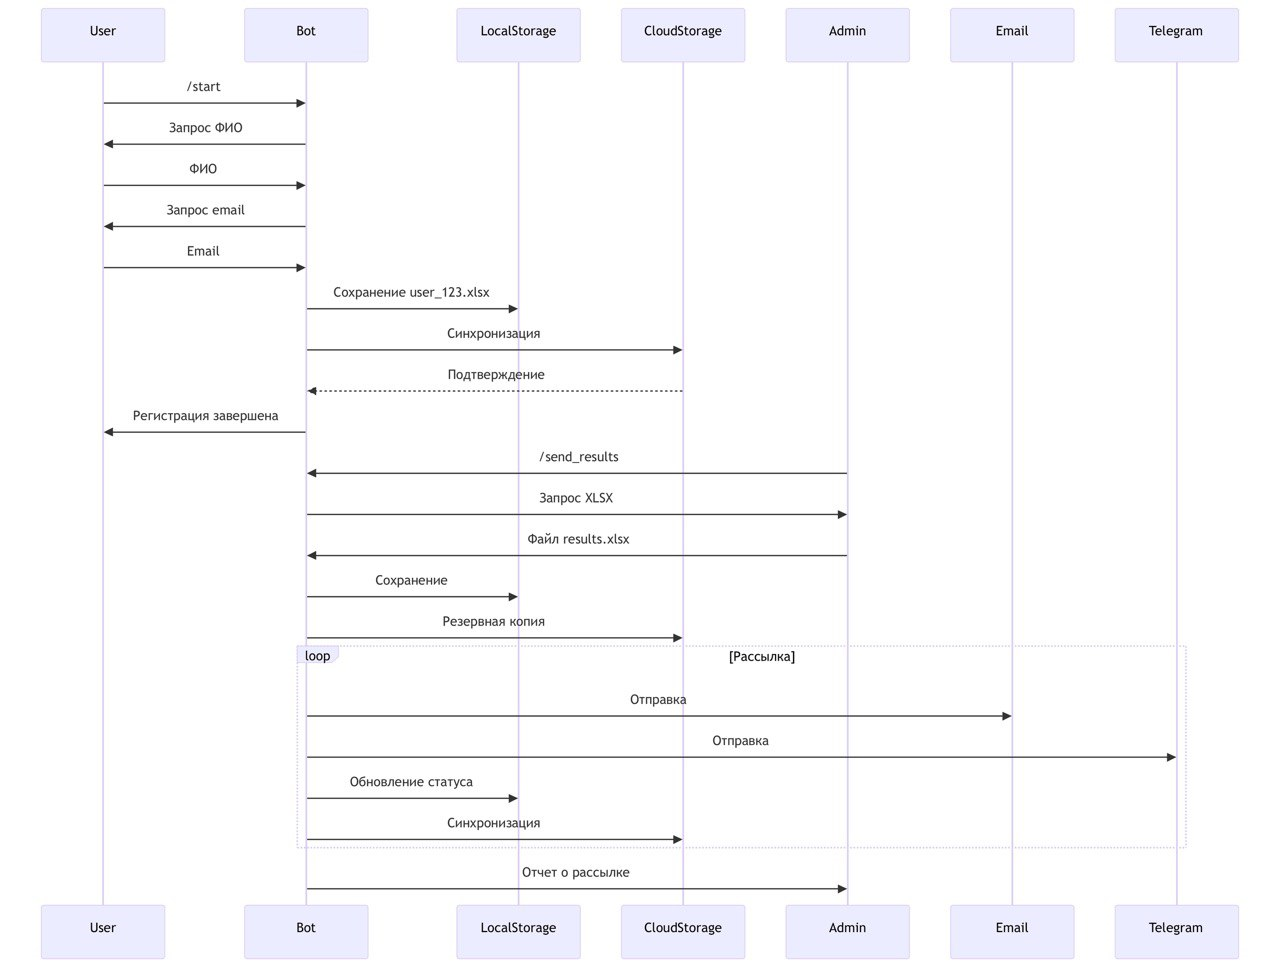 User
Bot
LocalStorage
CloudStorage
Admin
Email
Telegram
/start
Запрос ФИО
ФИО
Запрос email
Email
Сохранение user_123.xlsx
Синхронизация
Подтверждение
Регистрация завершена
/send_results
Запрос XLSX
Файл results.xlsx
Сохранение
Резервная копия
loop
[Рассылка]
Отправка
Отправка
Обновление статуса
Синхронизация
Отчет о рассылке
User
Bot
LocalStorage
CloudStorage
Admin
Email
Telegram